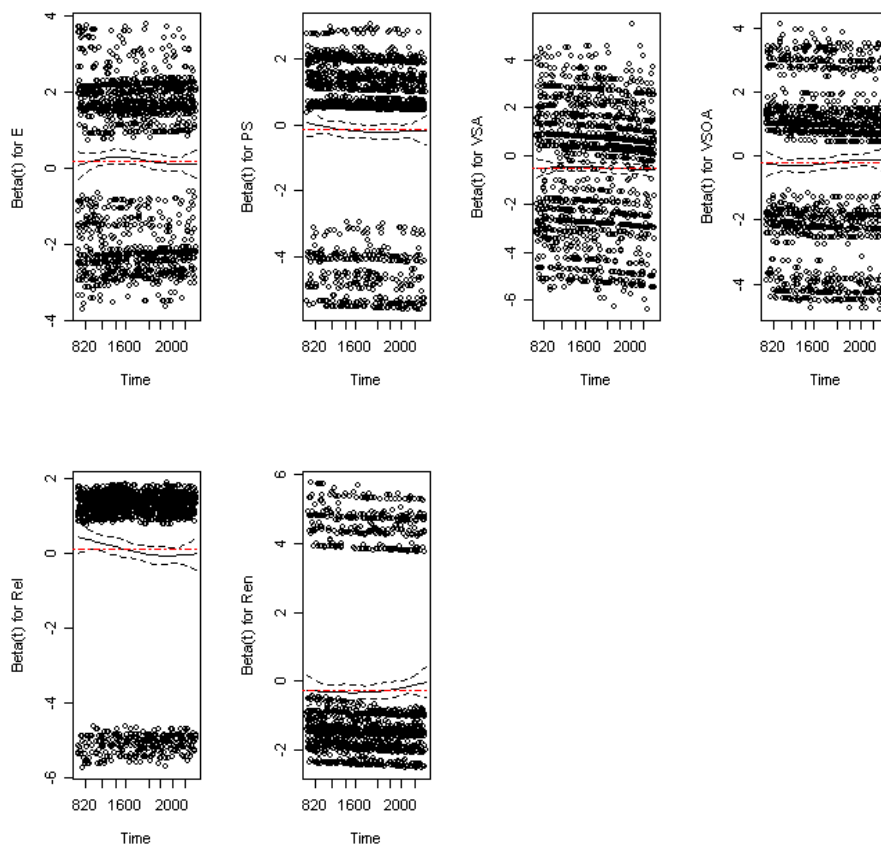 Beta(t) for E
4
2
0
-2
-4
820 1600 2000
Time
Beta(t) for PS
2
0
-2
-4
820 1600 2000
Time
Beta(t) for VSA
4
2
0
-2
-4
-6
820 1600 2000
Time
Beta(t) for VSOA
4
2
0
-2
-4
820 1600 2000
Time
Beta(t) for Rel
2
0
-2
-4
-6
820 1600 2000
Time
Beta(t) for Ren
6
4
2
0
-2
820 1600 2000
Time